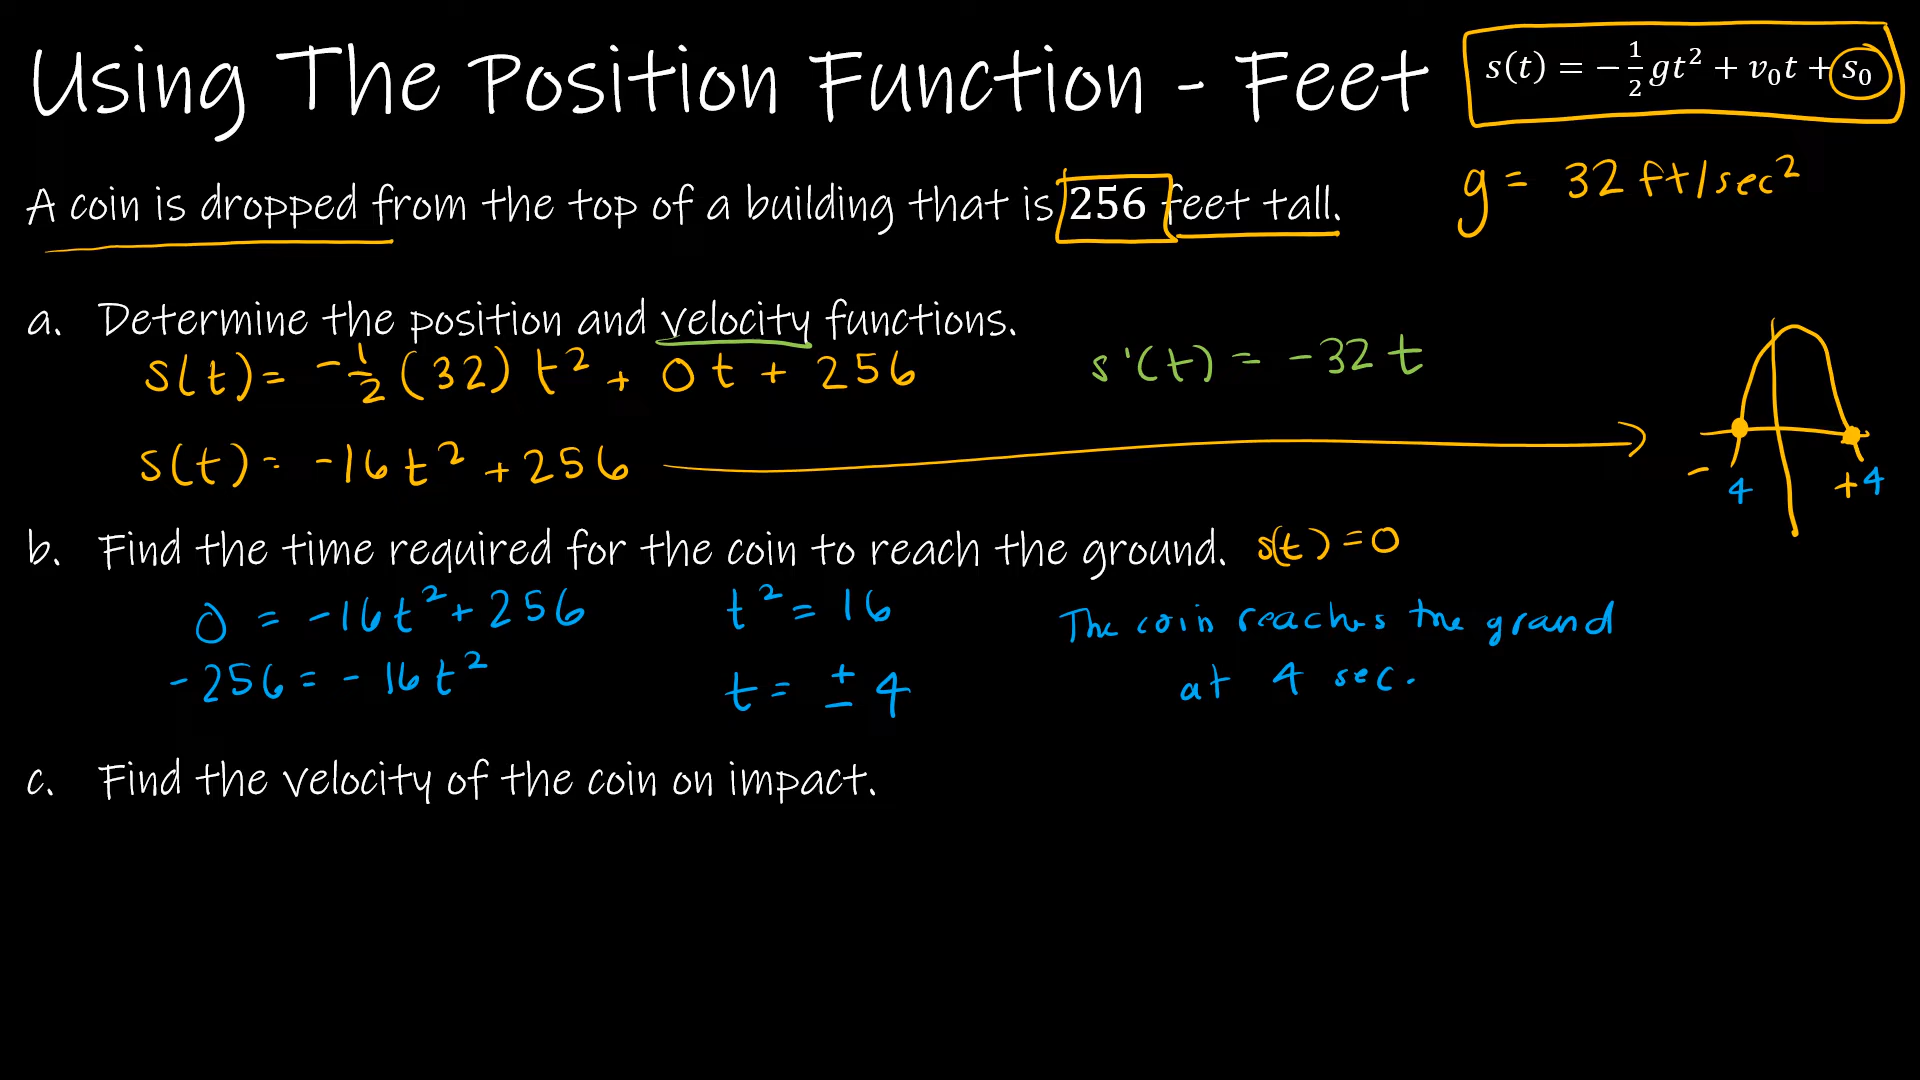 Using The Position Function - Feet
s(t) = −½gt² + v₀t + s₀
g = 32 ft/sec²
A coin is dropped from the top of a building that is 256 feet tall.
a. Determine the position and velocity functions.
s(t) = -½(32)t² + 0t + 256
s'(t) = -32t
s(t) = -16t² + 256
- 4 + 4
b. Find the time required for the coin to reach the ground. s(t) = 0
0 = -16t² + 256 t² = 16 The coin reaches the ground
-256 = -16t² t = ± 4 at 4 sec.
c. Find the velocity of the coin on impact.